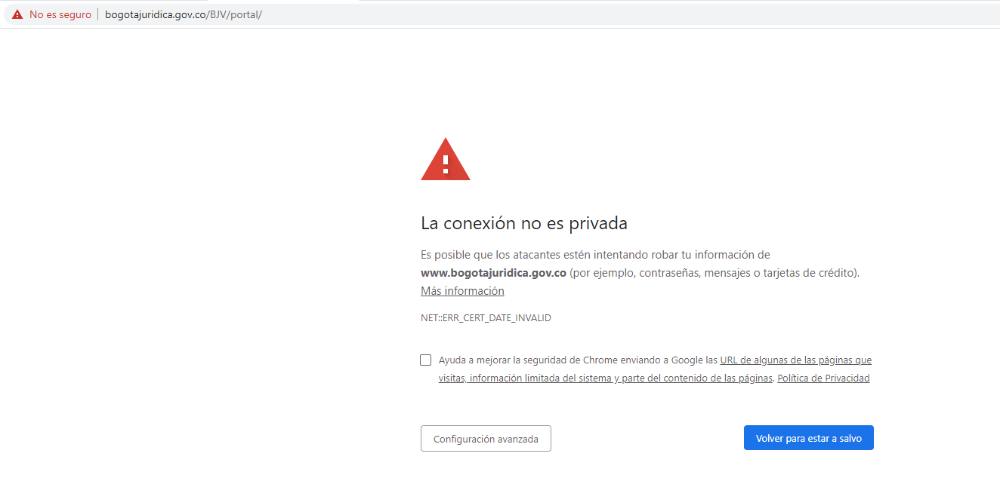 No es seguro | bogotajuridica.gov.co/BJV/portal/
La conexión no es privada
Es posible que los atacantes estén intentando robar tu información de
www.bogotajuridica.gov.co (por ejemplo, contraseñas, mensajes o tarjetas de crédito).
Más información
NET::ERR_CERT_DATE_INVALID
Ayuda a mejorar la seguridad de Chrome enviando a Google las URL de algunas de las páginas que
visitas, información limitada del sistema y parte del contenido de las páginas. Política de Privacidad
Configuración avanzada
Volver para estar a salvo